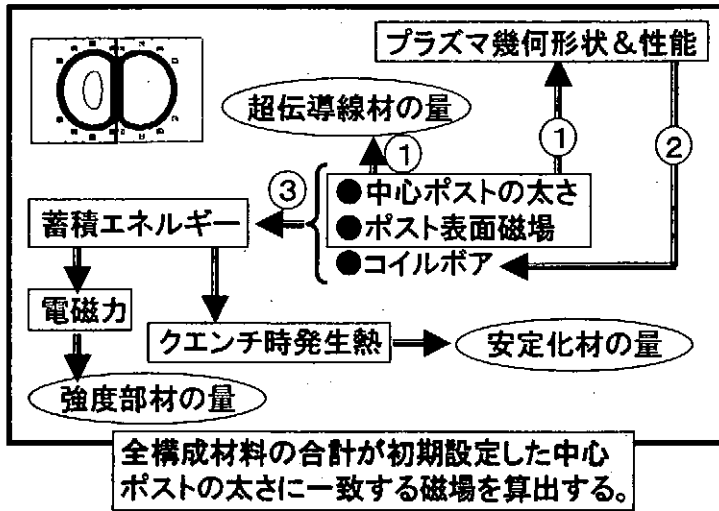 プラズマ幾何形状&性能
超伝導線材の量
①
①
②
③
●中心ポストの太さ
●ポスト表面磁場
●コイルボア
蓄積エネルギー
電磁力
クエンチ時発生熱
安定化材の量
強度部材の量
全構成材料の合計が初期設定した中心
ポストの太さに一致する磁場を算出する。